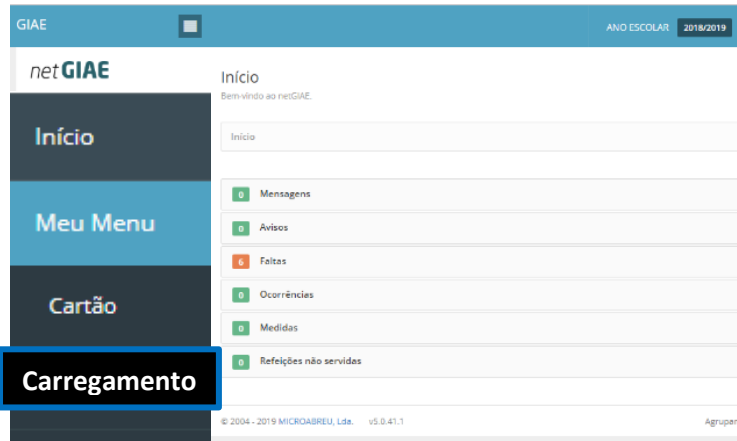 GIAE
ANO ESCOLAR 2018/2019
netGIAE
Início
Meu Menu
Cartão
Carregamento
Início
Bem-vindo ao netGIAE.
Início
0 Mensagens
0 Avisos
6 Faltas
0 Ocorrências
0 Medidas
0 Refeições não servidas
© 2004 - 2019 MICROABREU, Lda. v5.0.41.1
Agrupar